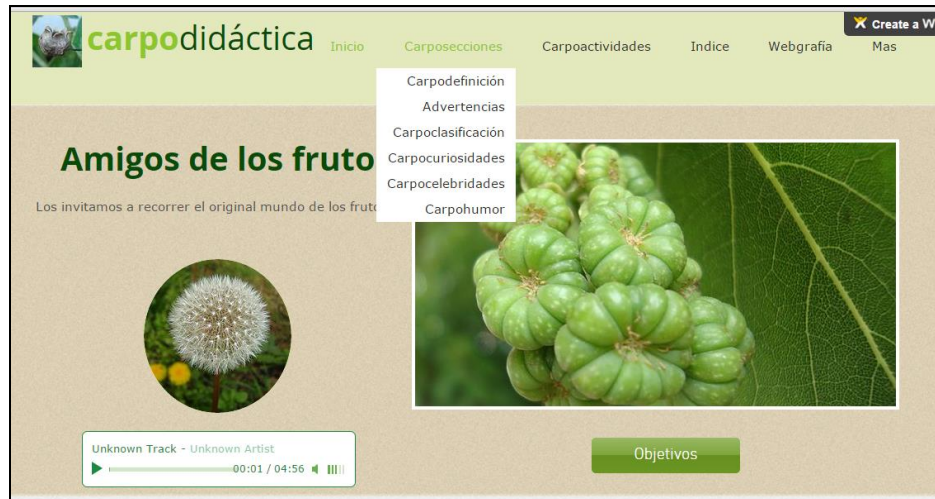 carpodidáctica
Inicio Carposecciones Carpoactividades Indice Webgrafía Mas
Create a W
Carpodefinición
Advertencias
Carpoclasificación
Carpocuriosidades
Carpocelebridades
Carpohumor
Amigos de los fruto
Los invitamos a recorrer el original mundo de los fruto
Unknown Track - Unknown Artist
00:01 / 04:56
Objetivos